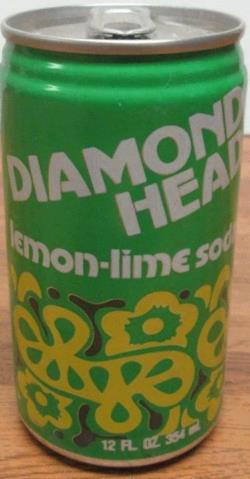 DIAMOND
HEAD
lemon-lime soda
12 FL. OZ. 354 mL